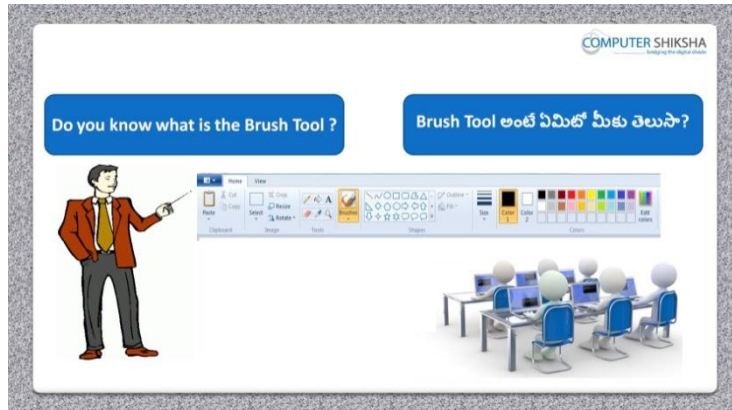 COMPUTER SHIKSHA
bridging the digital divide
Do you know what is the Brush Tool ?
Brush Tool అంటే ఏమిటో మీకు తెలుసా?
Home View
Cut Crop Outline
Copy Resize Fill
Paste Select Rotate Brushes Size Color Color Edit
1 2 colors
Clipboard Image Tools Shapes Colors